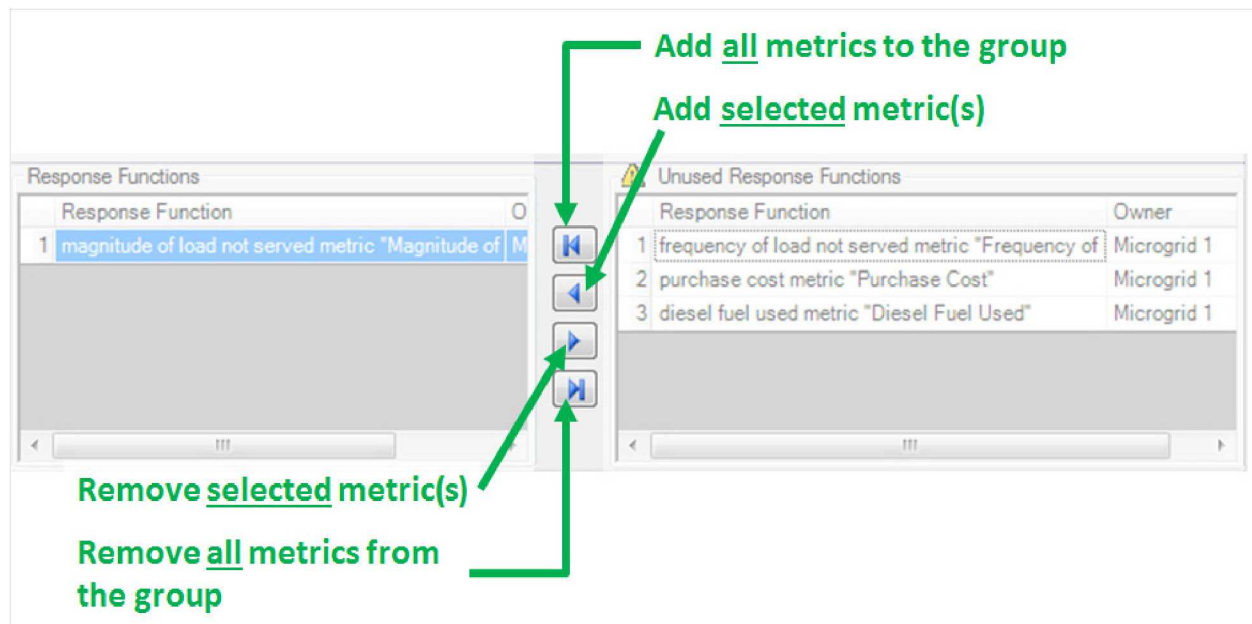 Add all metrics to the group
Add selected metric(s)
Response Functions
Response Function O
1 magnitude of load not served metric "Magnitude of M
Unused Response Functions
Response Function Owner
1 frequency of load not served metric "Frequency of Microgrid 1
2 purchase cost metric "Purchase Cost" Microgrid 1
3 diesel fuel used metric "Diesel Fuel Used" Microgrid 1
Remove selected metric(s)
Remove all metrics from
the group